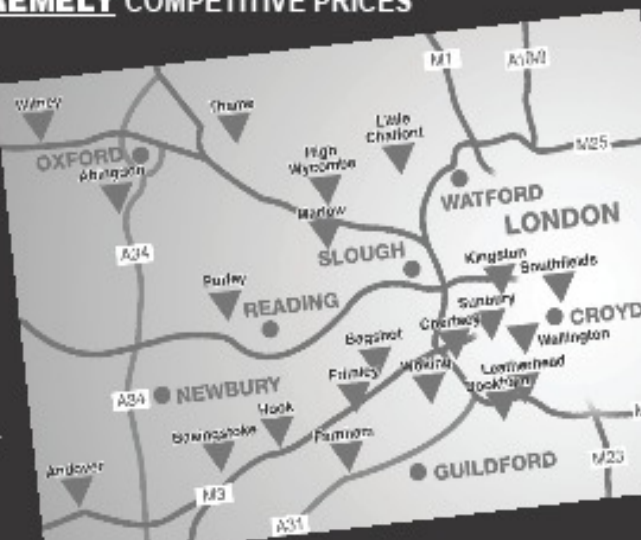 EXTREMELY COMPETITIVE PRICES
M1
A1(M)
Witney
Thame
Little
Chalfont
M25
OXFORD
Abingdon
High
Wycombe
WATFORD
Marlow
LONDON
A34
SLOUGH
Kingston
Southfields
Purley
READING
Sunbury
CROYD
Chertsey
Wallington
Bagshot
Woking
Leatherhead
Bookham
Frimley
A34
NEWBURY
Hook
Basingstoke
Farnham
Andover
M3
GUILDFORD
M23
A31